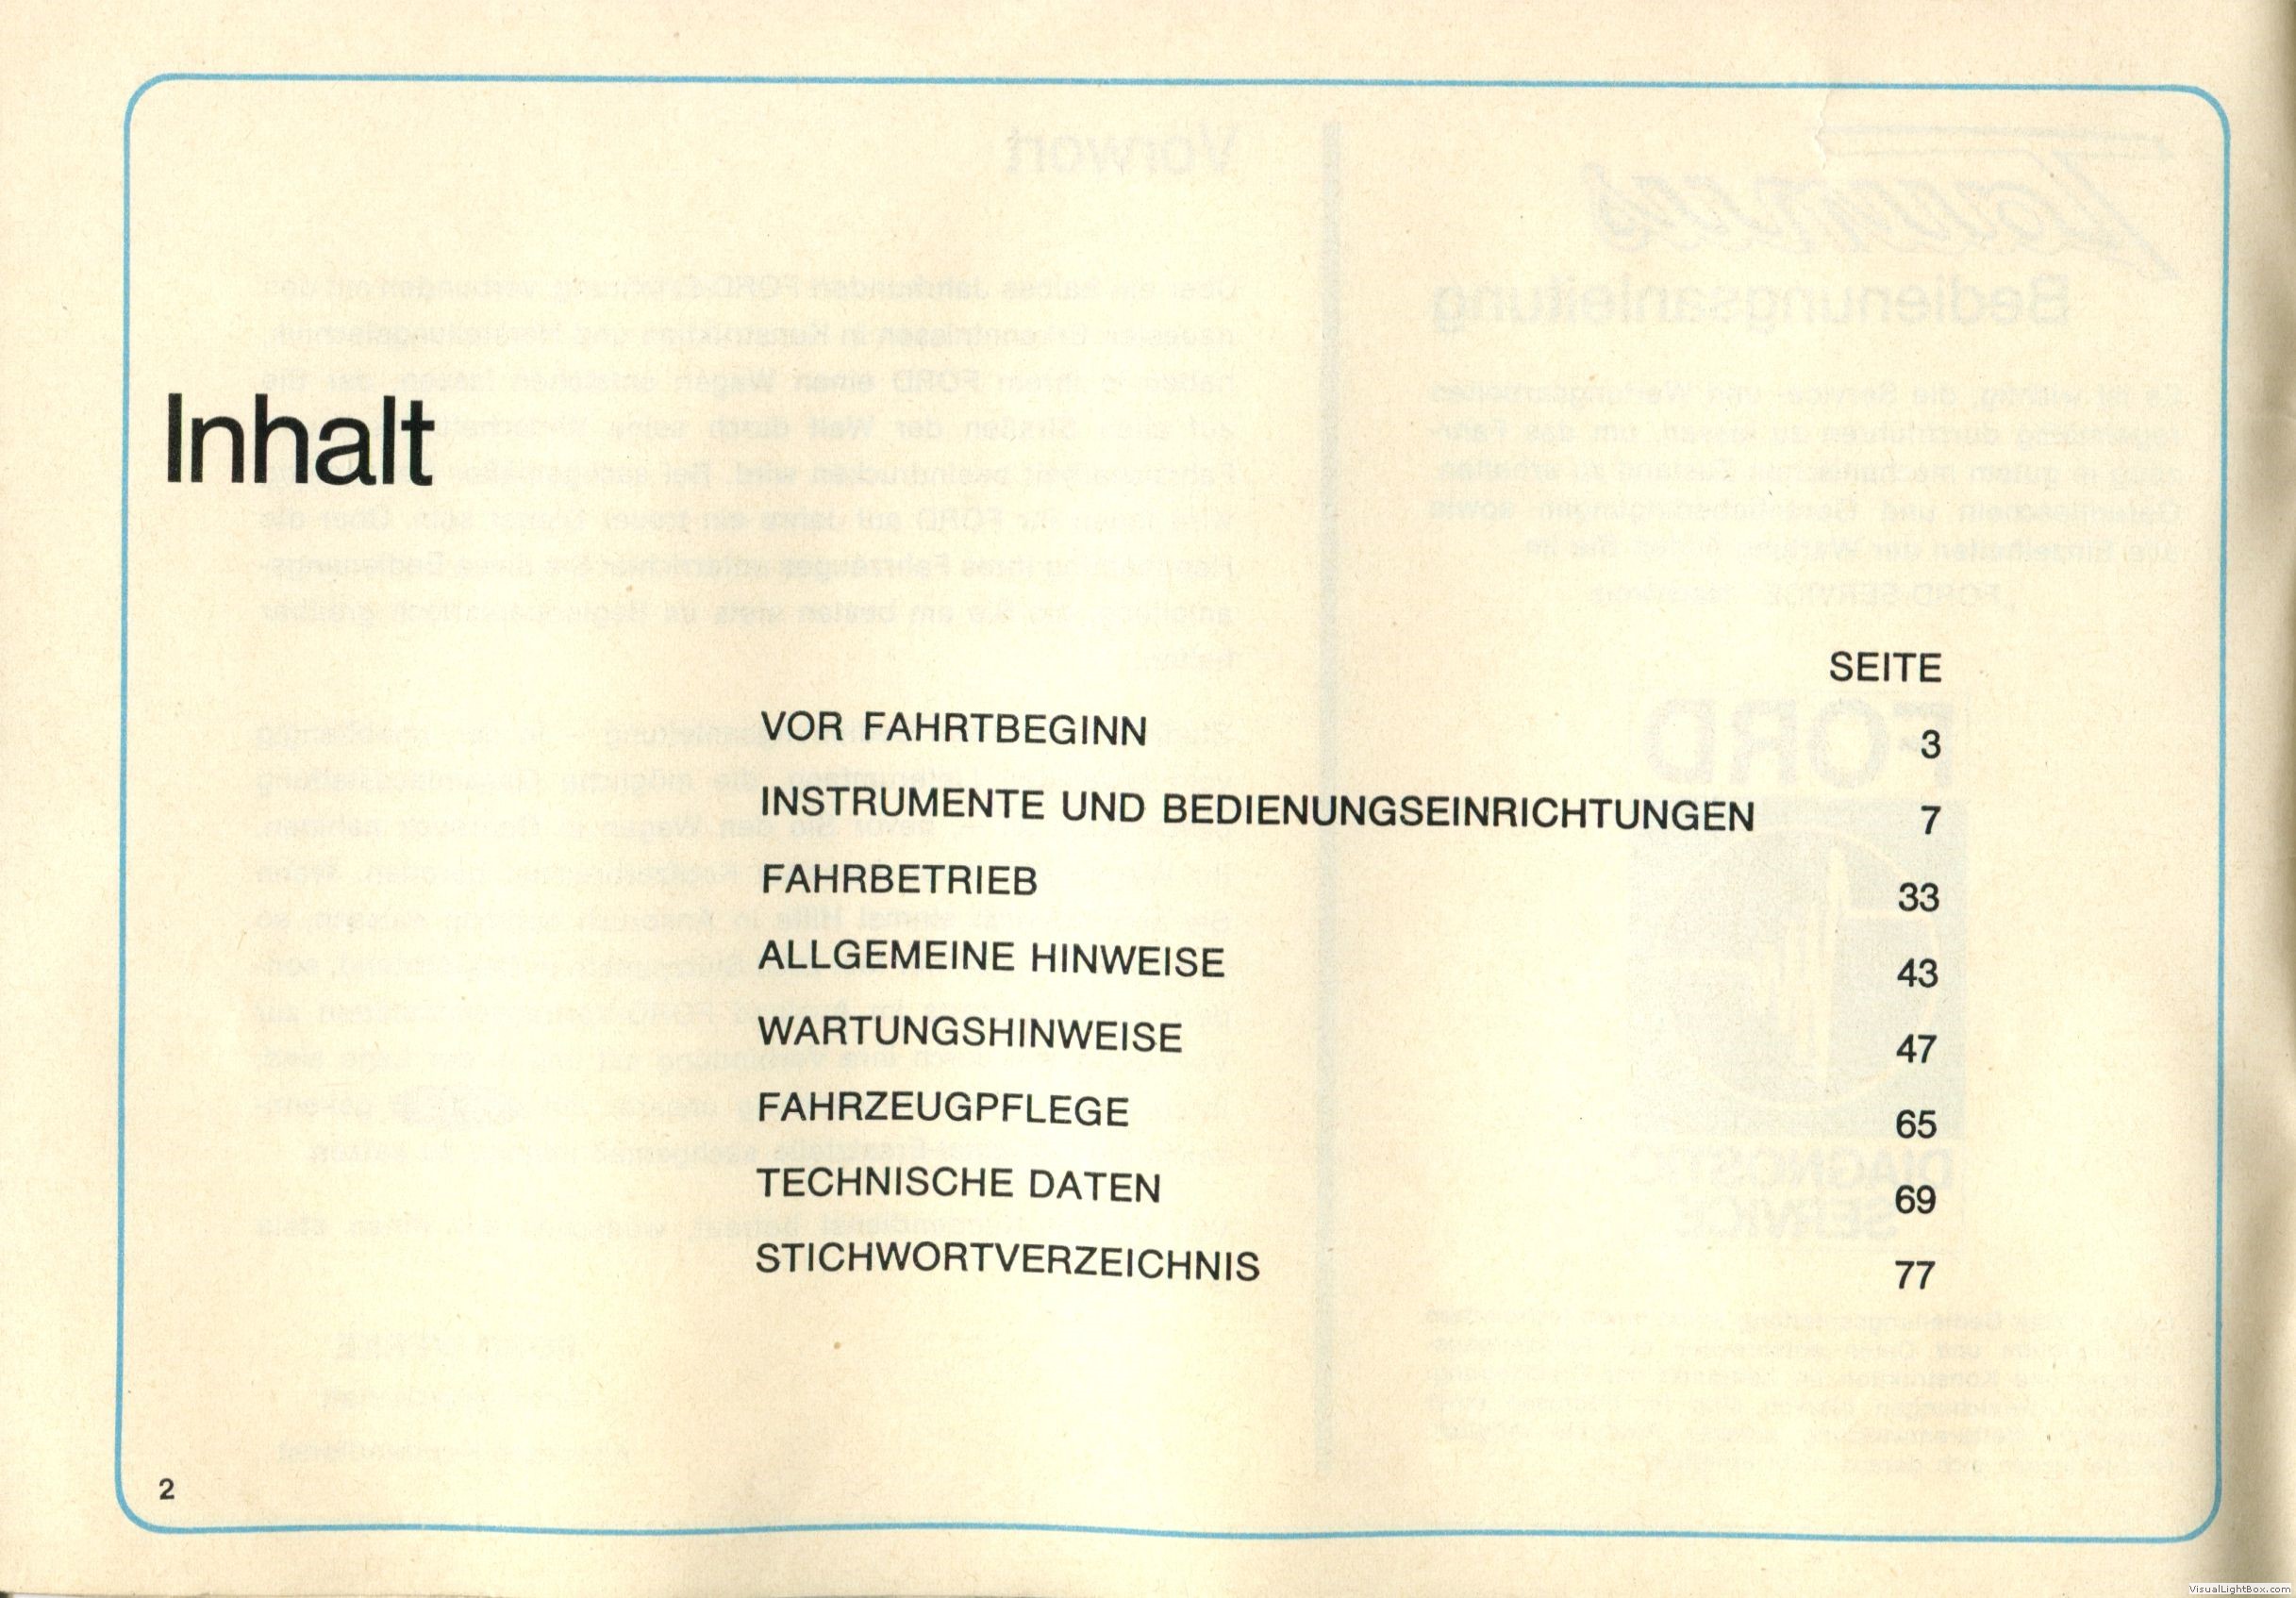 Inhalt
SEITE
VOR FAHRTBEGINN 3
INSTRUMENTE UND BEDIENUNGSEINRICHTUNGEN 7
FAHRBETRIEB 33
ALLGEMEINE HINWEISE 43
WARTUNGSHINWEISE 47
FAHRZEUGPFLEGE 65
TECHNISCHE DATEN 69
STICHWORTVERZEICHNIS 77
2
VisualLightBox.com